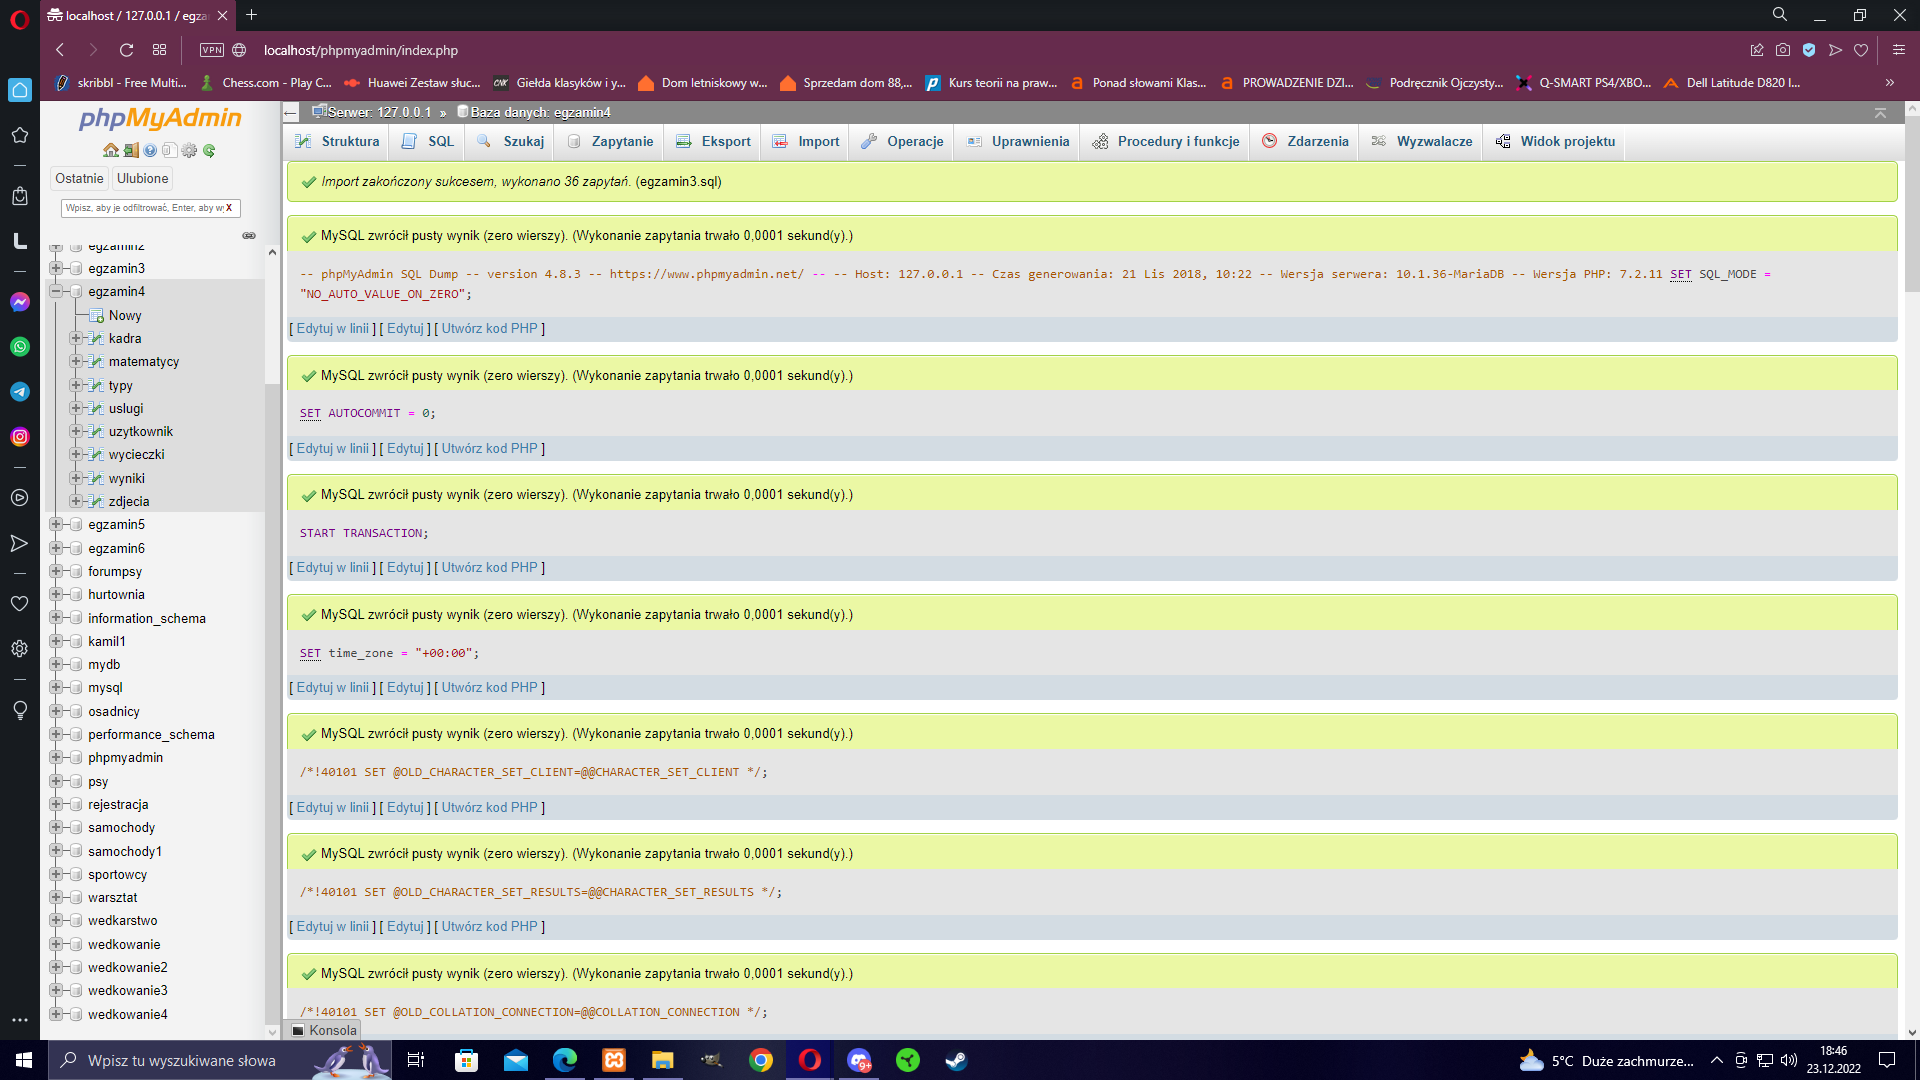 localhost / 127.0.0.1 / egza
VPN
localhost/phpmyadmin/index.php
skribbl - Free Multi...
Chess.com - Play C...
Huawei Zestaw słuc...
CNK
Giełda klasyków i y...
Dom letniskowy w...
Sprzedam dom 88,...
Kurs teorii na praw...
Ponad słowami Klas...
PROWADZENIE DZI...
Podręcznik Ojczysty...
Q-SMART PS4/XBO...
Dell Latitude D820 I...
»
phpMyAdmin
Ostatnie
Ulubione
Wpisz, aby je odfiltrować, Enter, aby wy
X
egzamin2
egzamin3
egzamin4
Nowy
kadra
matematycy
typy
uslugi
uzytkownik
wycieczki
wyniki
zdjecia
egzamin5
egzamin6
forumpsy
hurtownia
information_schema
kamil1
mydb
mysql
osadnicy
performance_schema
phpmyadmin
psy
rejestracja
samochody
samochody1
sportowcy
warsztat
wedkarstwo
wedkowanie
wedkowanie2
wedkowanie3
wedkowanie4
Serwer: 127.0.0.1 » Baza danych: egzamin4
Struktura
SQL
Szukaj
Zapytanie
Eksport
Import
Operacje
Uprawnienia
Procedury i funkcje
Zdarzenia
Wyzwalacze
Widok projektu
Import zakończony sukcesem, wykonano 36 zapytań. (egzamin3.sql)
MySQL zwrócił pusty wynik (zero wierszy). (Wykonanie zapytania trwało 0,0001 sekund(y).)
-- phpMyAdmin SQL Dump -- version 4.8.3 -- https://www.phpmyadmin.net/ -- -- Host: 127.0.0.1 -- Czas generowania: 21 Lis 2018, 10:22 -- Wersja serwera: 10.1.36-MariaDB -- Wersja PHP: 7.2.11 SET SQL_MODE =
"NO_AUTO_VALUE_ON_ZERO";
[ Edytuj w linii ] [ Edytuj ] [ Utwórz kod PHP ]
MySQL zwrócił pusty wynik (zero wierszy). (Wykonanie zapytania trwało 0,0001 sekund(y).)
SET AUTOCOMMIT = 0;
[ Edytuj w linii ] [ Edytuj ] [ Utwórz kod PHP ]
MySQL zwrócił pusty wynik (zero wierszy). (Wykonanie zapytania trwało 0,0001 sekund(y).)
START TRANSACTION;
[ Edytuj w linii ] [ Edytuj ] [ Utwórz kod PHP ]
MySQL zwrócił pusty wynik (zero wierszy). (Wykonanie zapytania trwało 0,0001 sekund(y).)
SET time_zone = "+00:00";
[ Edytuj w linii ] [ Edytuj ] [ Utwórz kod PHP ]
MySQL zwrócił pusty wynik (zero wierszy). (Wykonanie zapytania trwało 0,0001 sekund(y).)
/*!40101 SET @OLD_CHARACTER_SET_CLIENT=@@CHARACTER_SET_CLIENT */;
[ Edytuj w linii ] [ Edytuj ] [ Utwórz kod PHP ]
MySQL zwrócił pusty wynik (zero wierszy). (Wykonanie zapytania trwało 0,0001 sekund(y).)
/*!40101 SET @OLD_CHARACTER_SET_RESULTS=@@CHARACTER_SET_RESULTS */;
[ Edytuj w linii ] [ Edytuj ] [ Utwórz kod PHP ]
MySQL zwrócił pusty wynik (zero wierszy). (Wykonanie zapytania trwało 0,0001 sekund(y).)
/*!40101 SET @OLD_COLLATION_CONNECTION=@@COLLATION_CONNECTION */;
Konsola
Wpisz tu wyszukiwane słowa
9+
5°C Duże zachmurze...
18:46
23.12.2022